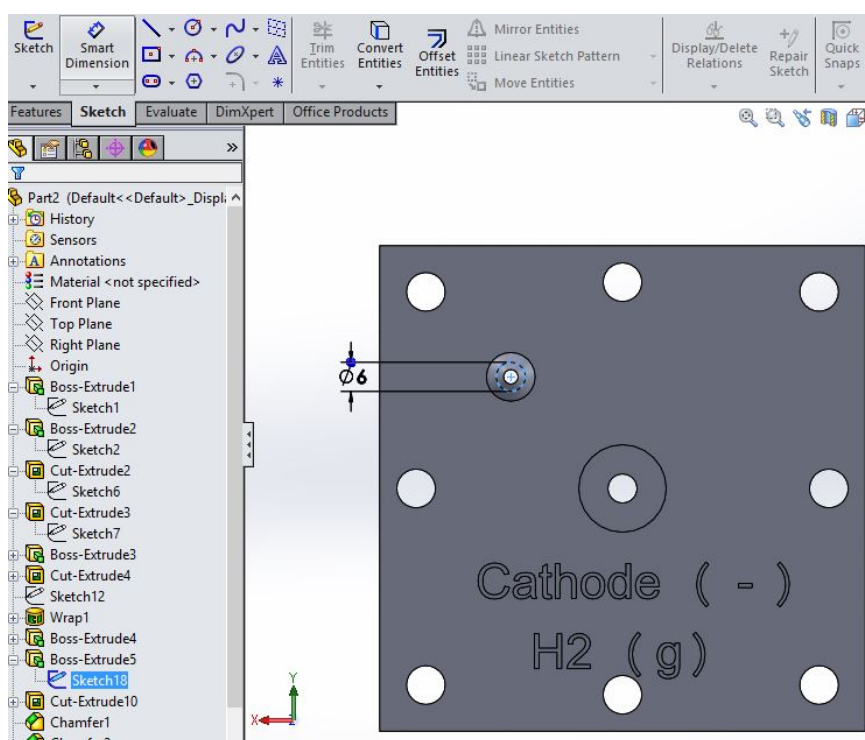 Sketch
Smart Dimension
Trim Entities
Convert Entities
Offset Entities
Mirror Entities
Linear Sketch Pattern
Move Entities
Display/Delete Relations
Repair Sketch
Quick Snaps
Features
Sketch
Evaluate
DimXpert
Office Products
Part2 (Default<<Default>_Displa
History
Sensors
Annotations
Material <not specified>
Front Plane
Top Plane
Right Plane
Origin
Boss-Extrude1
Sketch1
Boss-Extrude2
Sketch2
Cut-Extrude2
Sketch6
Cut-Extrude3
Sketch7
Boss-Extrude3
Cut-Extrude4
Sketch12
Wrap1
Boss-Extrude4
Boss-Extrude5
Sketch18
Cut-Extrude10
Chamfer1
Ø6
Cathode ( - )
H2 (g)
Y
X